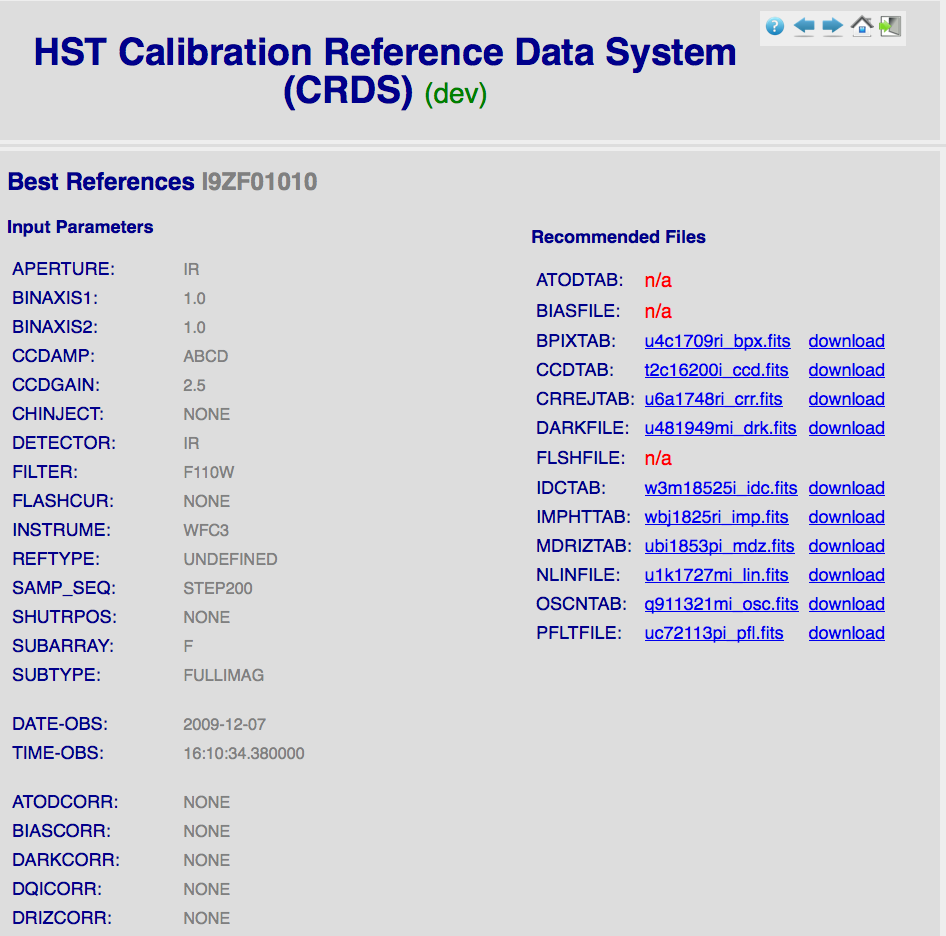 HST Calibration Reference Data System
(CRDS) (dev)
Best References I9ZF01010
Input Parameters
APERTURE: IR
BINAXIS1: 1.0
BINAXIS2: 1.0
CCDAMP: ABCD
CCDGAIN: 2.5
CHINJECT: NONE
DETECTOR: IR
FILTER: F110W
FLASHCUR: NONE
INSTRUME: WFC3
REFTYPE: UNDEFINED
SAMP_SEQ: STEP200
SHUTRPOS: NONE
SUBARRAY: F
SUBTYPE: FULLIMAG
DATE-OBS: 2009-12-07
TIME-OBS: 16:10:34.380000
ATODCORR: NONE
BIASCORR: NONE
DARKCORR: NONE
DQICORR: NONE
DRIZCORR: NONE
Recommended Files
ATODTAB: n/a
BIASFILE: n/a
BPIXTAB: u4c1709ri_bpx.fits download
CCDTAB: t2c16200i_ccd.fits download
CRREJTAB: u6a1748ri_crr.fits download
DARKFILE: u481949mi_drk.fits download
FLSHFILE: n/a
IDCTAB: w3m18525i_idc.fits download
IMPHTTAB: wbj1825ri_imp.fits download
MDRIZTAB: ubi1853pi_mdz.fits download
NLINFILE: u1k1727mi_lin.fits download
OSCNTAB: q911321mi_osc.fits download
PFLTFILE: uc72113pi_pfl.fits download